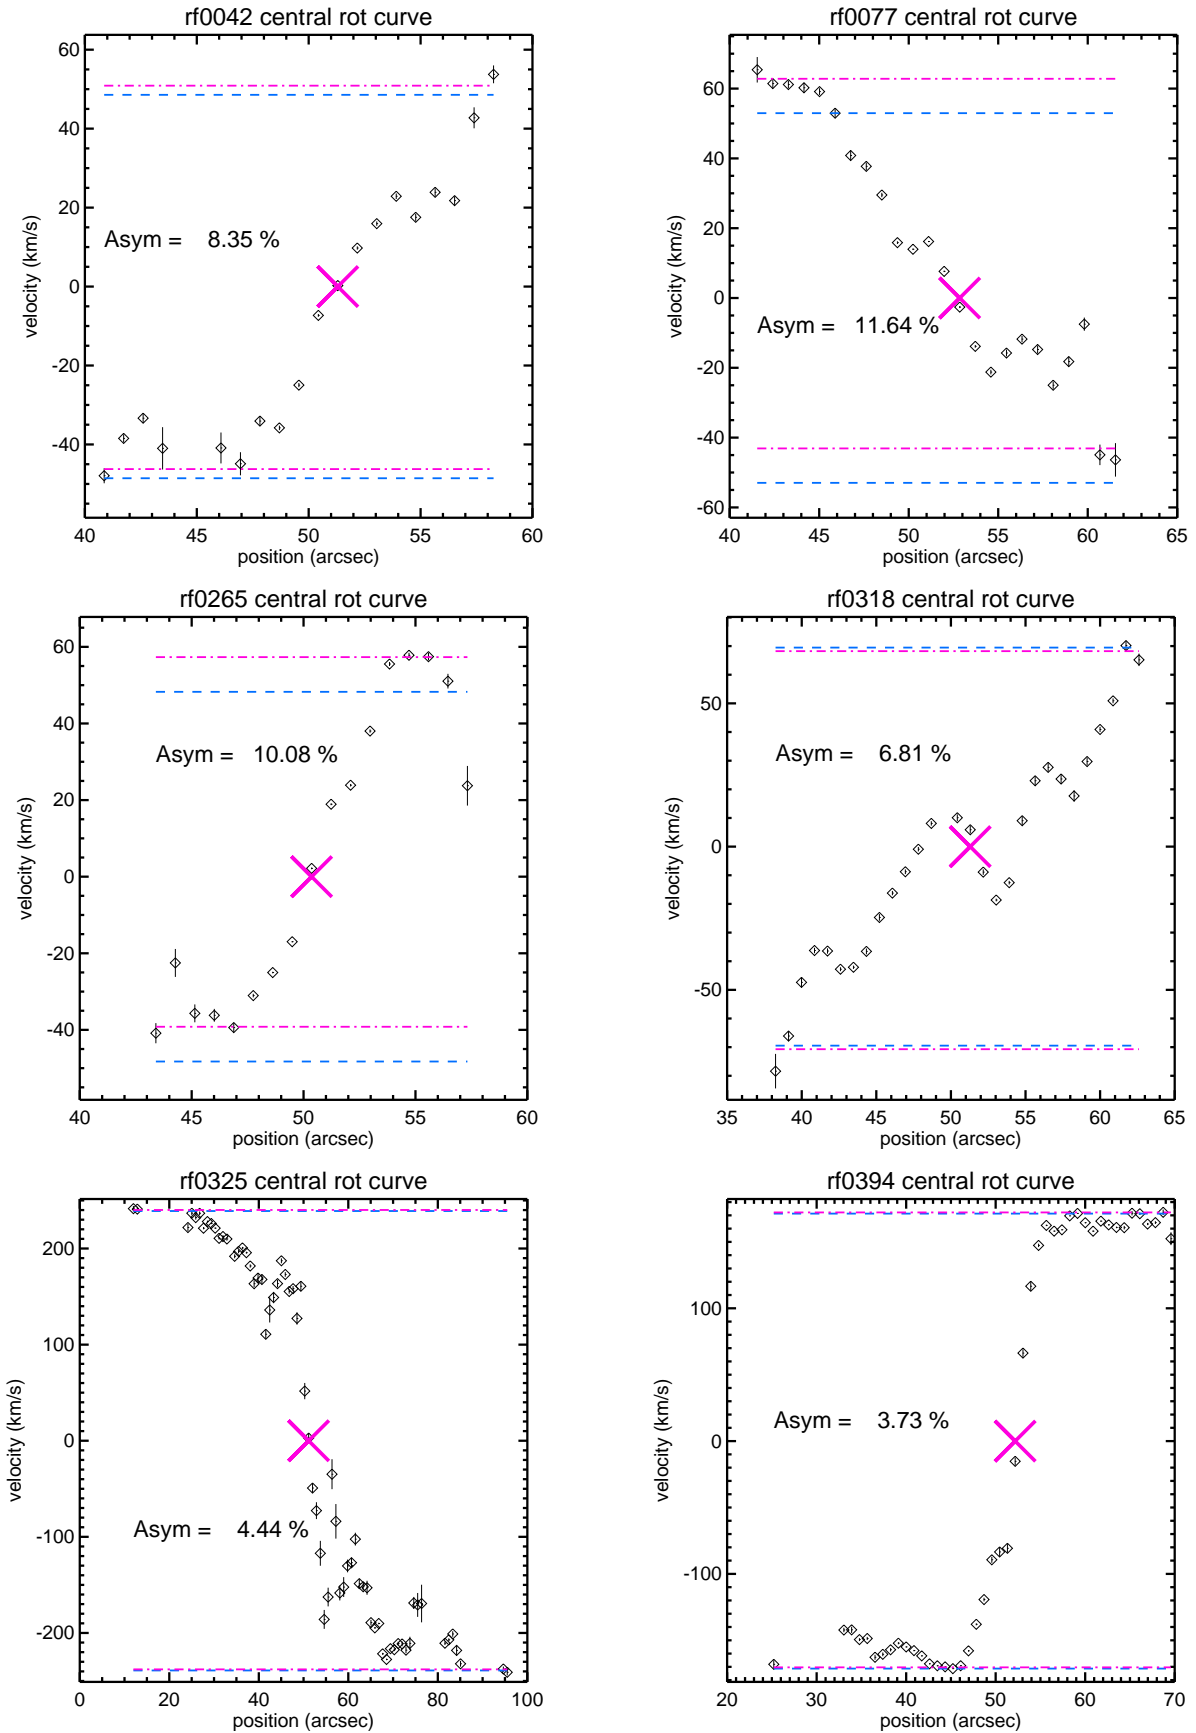 rf0042 central rot curve
velocity (km/s)
60
40
20
0
-20
-40
Asym = 8.35 %
40 45 50 55 60
position (arcsec)
rf0077 central rot curve
velocity (km/s)
60
40
20
0
-20
-40
-60
Asym = 11.64 %
40 45 50 55 60 65
position (arcsec)
rf0265 central rot curve
velocity (km/s)
60
40
20
0
-20
-40
Asym = 10.08 %
40 45 50 55 60
position (arcsec)
rf0318 central rot curve
velocity (km/s)
50
0
-50
Asym = 6.81 %
35 40 45 50 55 60 65
position (arcsec)
rf0325 central rot curve
velocity (km/s)
200
100
0
-100
-200
Asym = 4.44 %
0 20 40 60 80 100
position (arcsec)
rf0394 central rot curve
velocity (km/s)
100
0
-100
Asym = 3.73 %
20 30 40 50 60 70
position (arcsec)